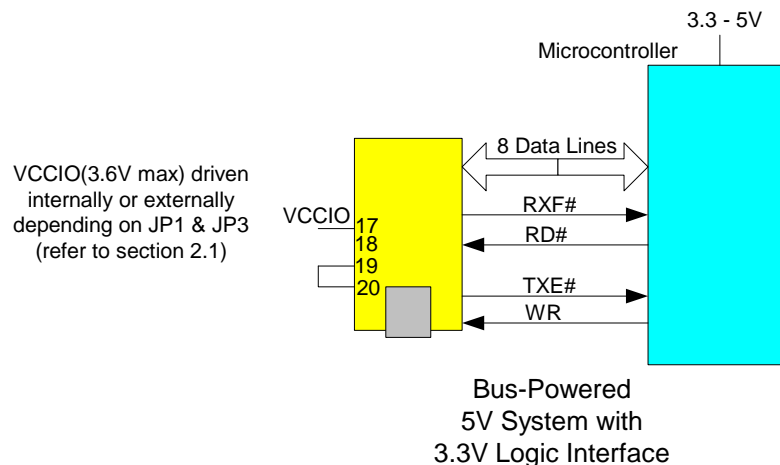 3.3 - 5V
Microcontroller
8 Data Lines
VCCIO(3.6V max) driven
internally or externally
depending on JP1 & JP3
(refer to section 2.1)
VCCIO
17
18
19
20
RXF#
RD#
TXE#
WR
Bus-Powered
5V System with
3.3V Logic Interface